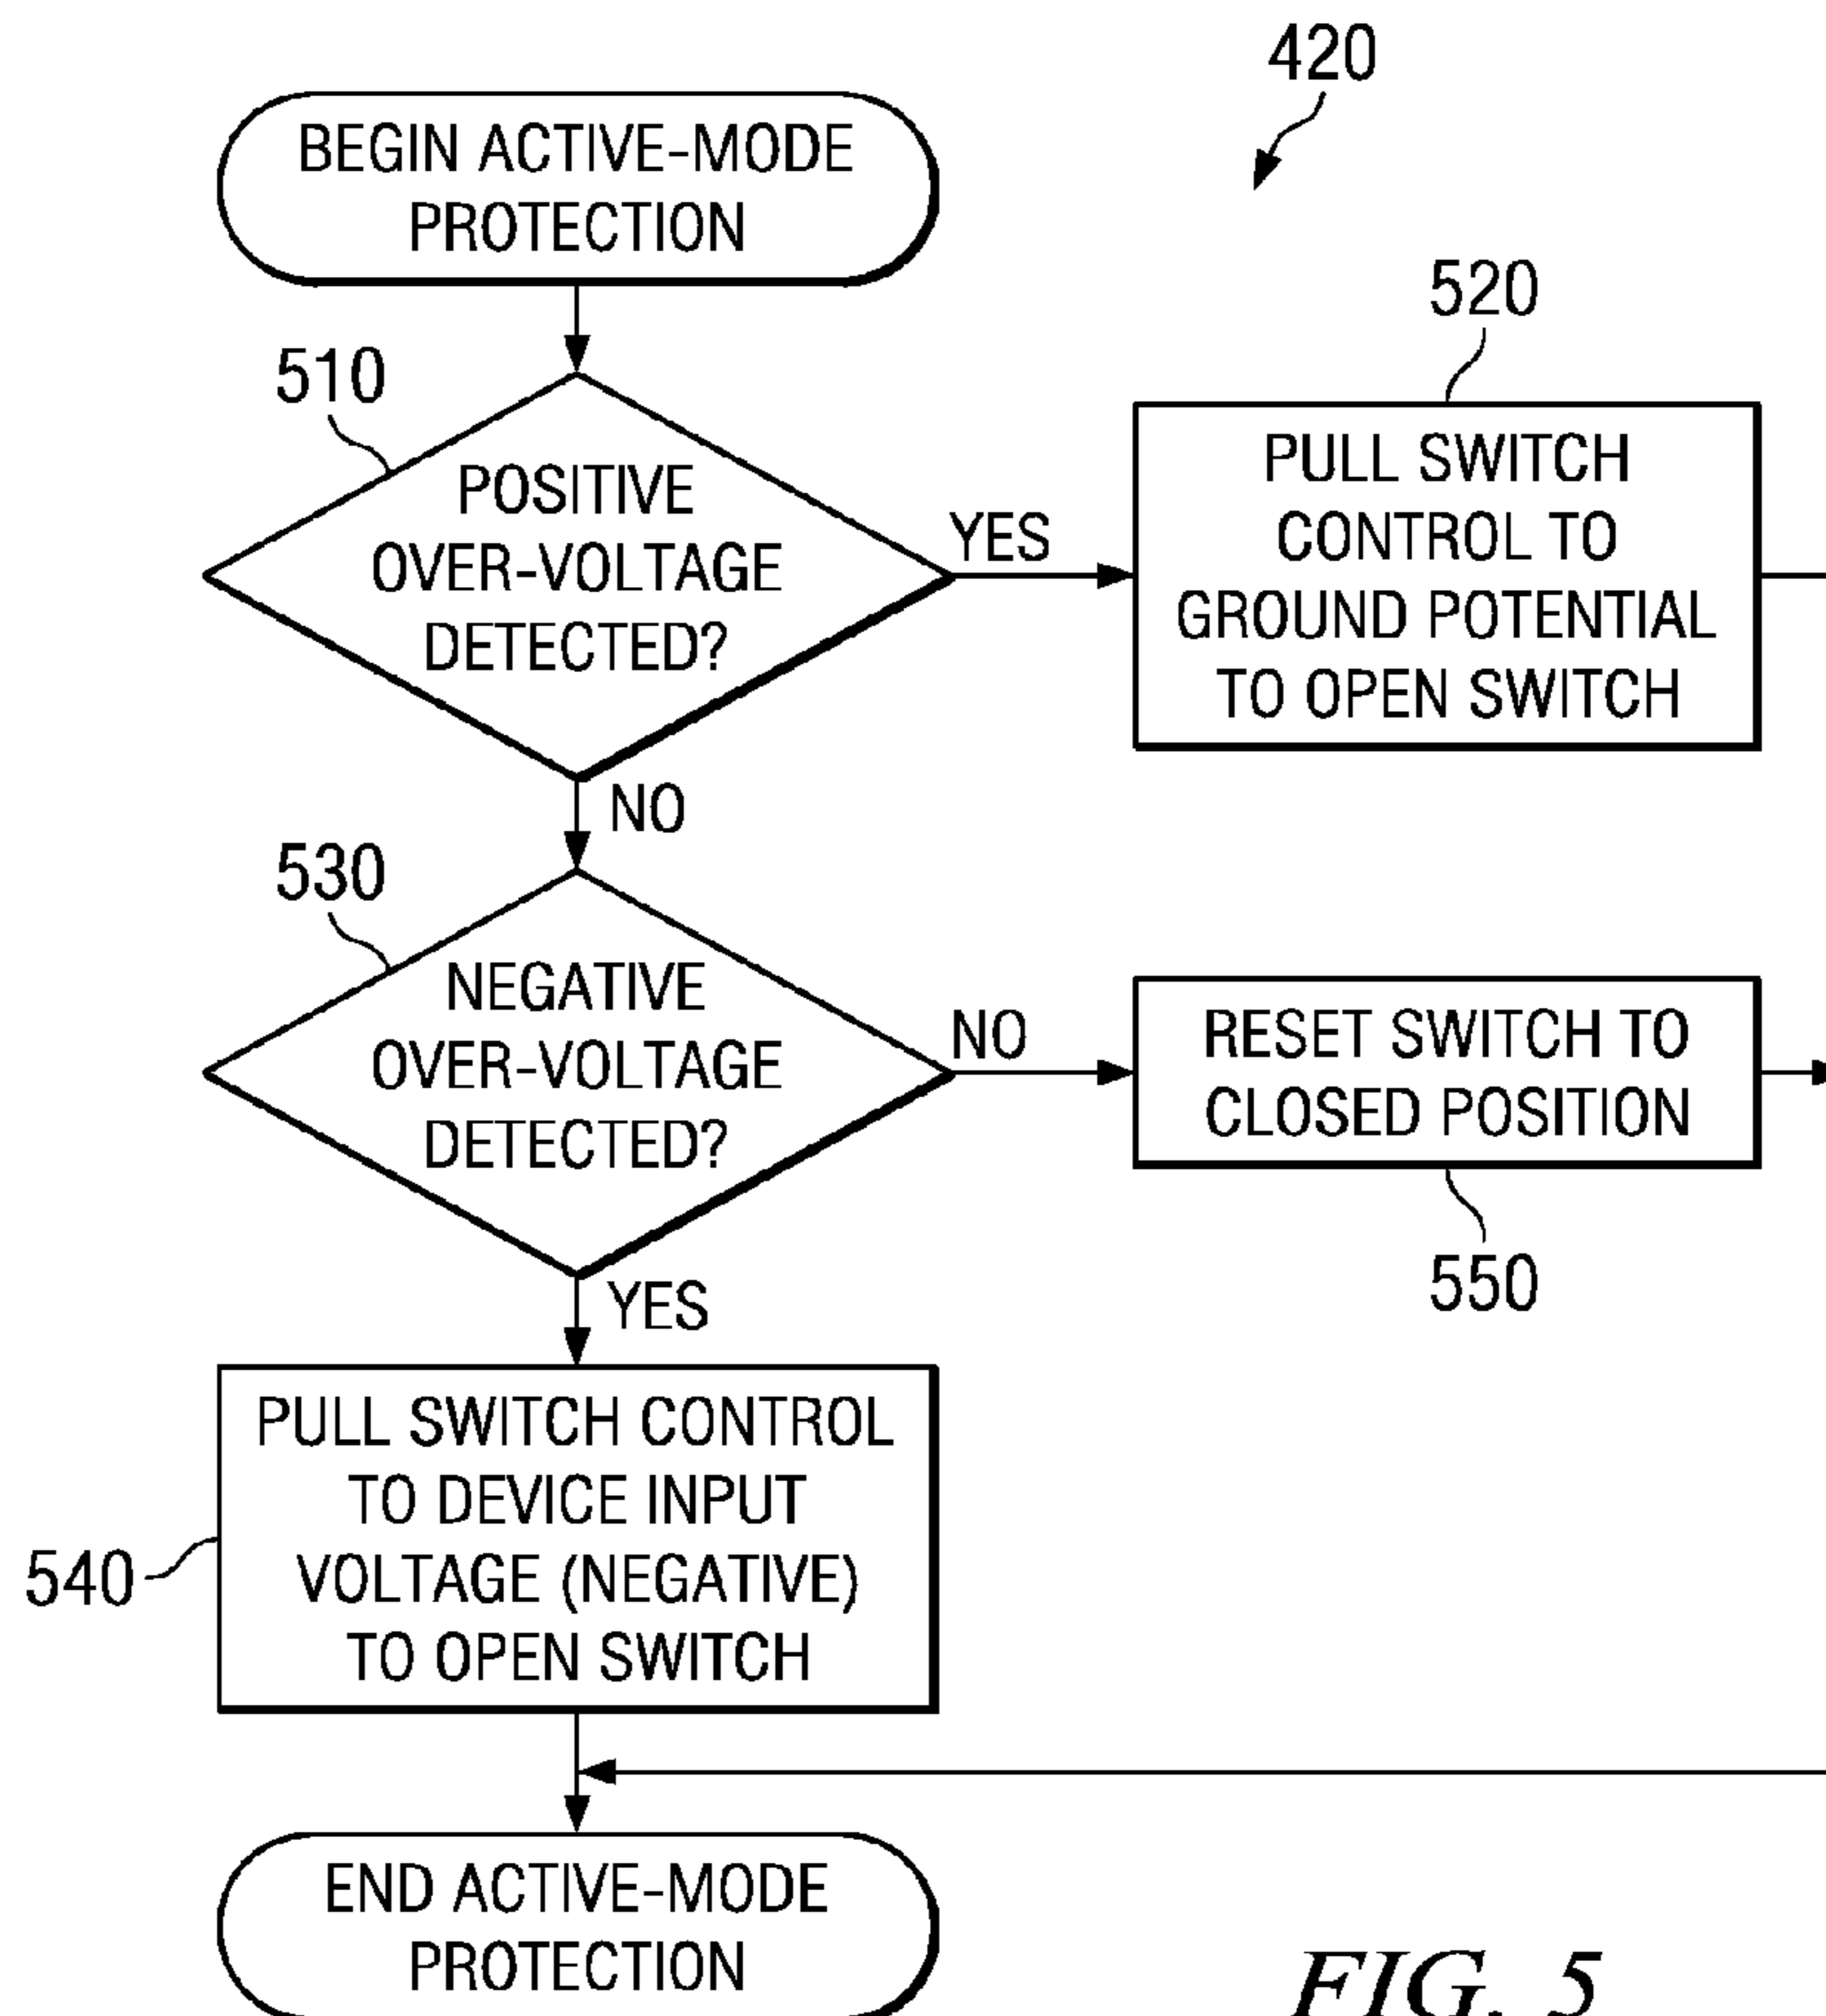 420
BEGIN ACTIVE-MODE
PROTECTION
510
POSITIVE
OVER-VOLTAGE
DETECTED?
YES
520
PULL SWITCH
CONTROL TO
GROUND POTENTIAL
TO OPEN SWITCH
NO
530
NEGATIVE
OVER-VOLTAGE
DETECTED?
NO
RESET SWITCH TO
CLOSED POSITION
550
YES
540
PULL SWITCH CONTROL
TO DEVICE INPUT
VOLTAGE (NEGATIVE)
TO OPEN SWITCH
END ACTIVE-MODE
PROTECTION
FIG. 5